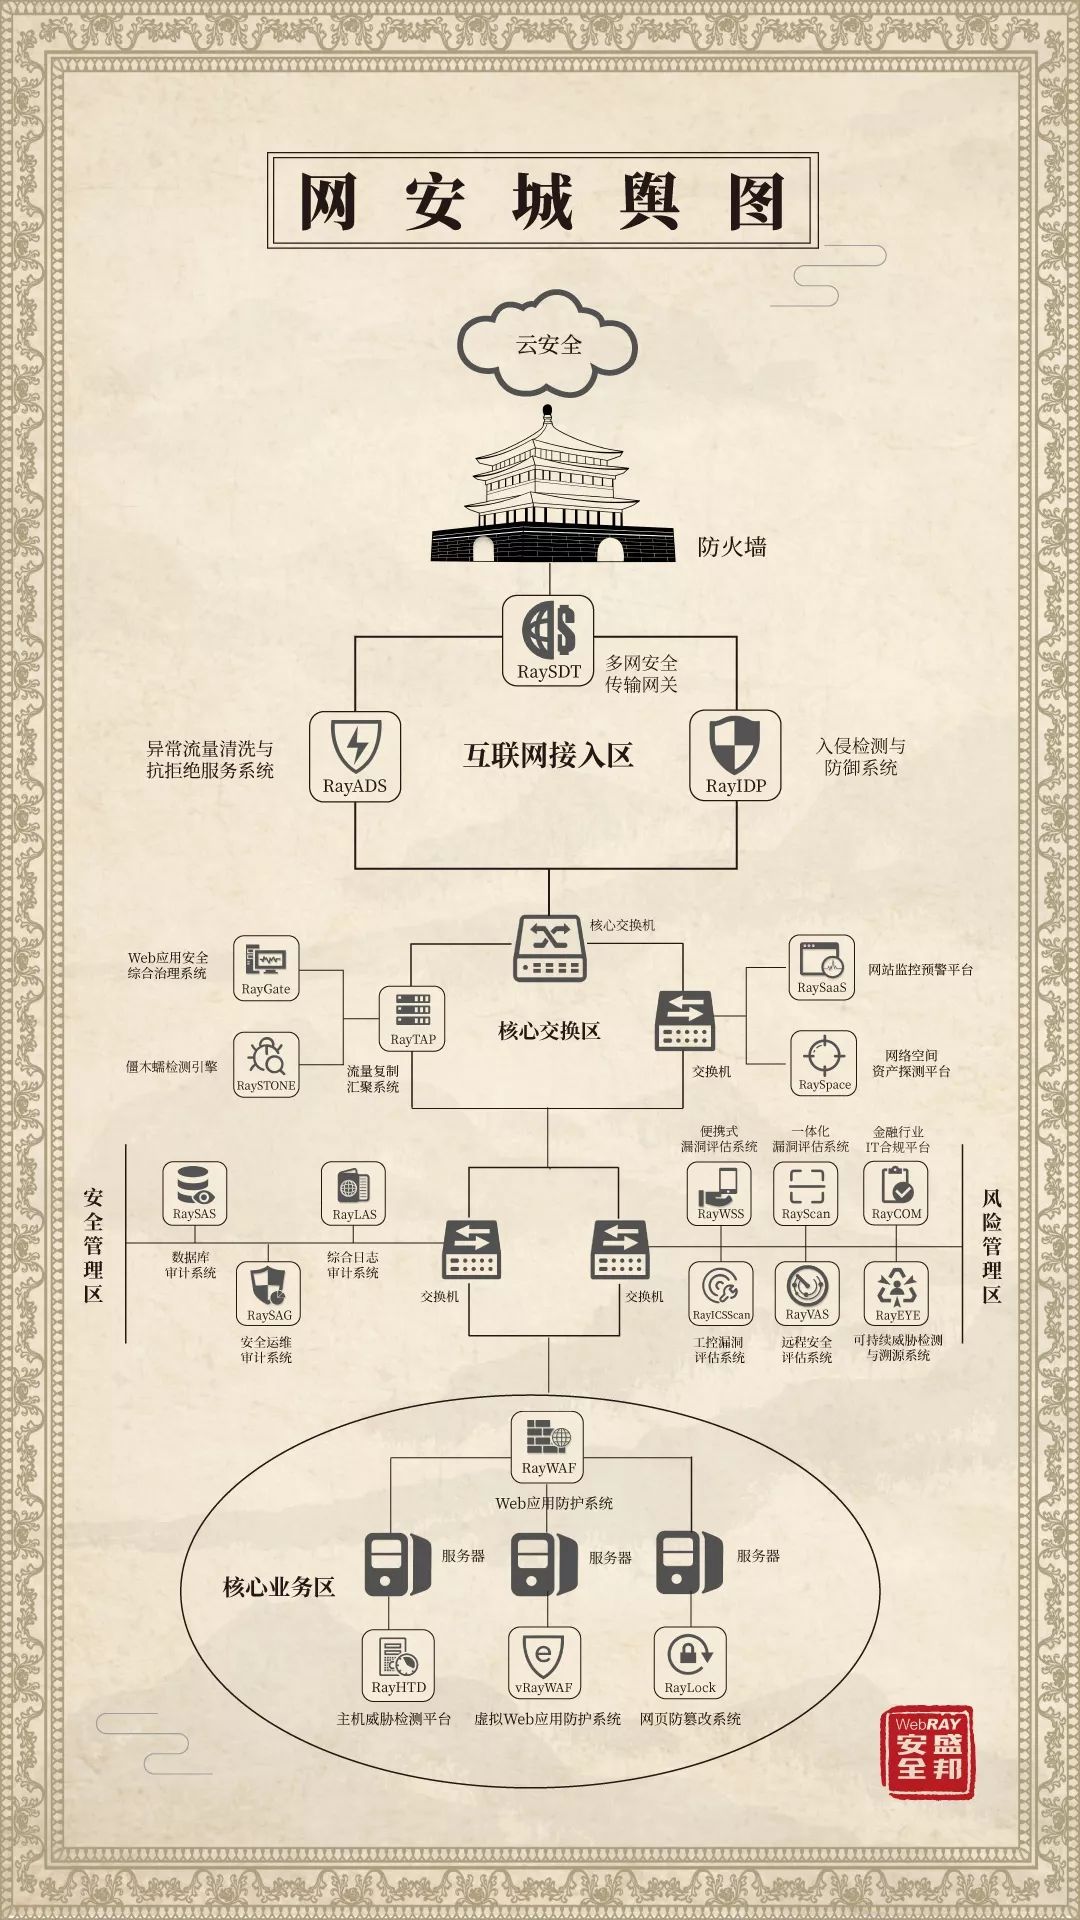 网安城舆图
云安全
防火墙
RaySDT
多网安全
传输网关
异常流量清洗与
抗拒绝服务系统
RayADS
互联网接入区
RayIDP
入侵检测与
防御系统
核心交换机
Web应用安全
综合治理系统
RayGate
RayTAP
流量复制
汇聚系统
僵木蠕检测引擎
RaySTONE
核心交换区
交换机
RaySaaS
网站监控预警平台
RaySpace
网络空间
资产探测平台
安全管理区
RaySAS
数据库
审计系统
RayLAS
综合日志
审计系统
RaySAG
安全运维
审计系统
交换机
交换机
便携式
漏洞评估系统
RayWSS
一体化
漏洞评估系统
RayScan
金融行业
IT合规平台
RayCOM
RayICSScan
工控漏洞
评估系统
RayVAS
远程安全
评估系统
RayEYE
可持续威胁检测
与溯源系统
风险管理区
RayWAF
Web应用防护系统
服务器
服务器
服务器
核心业务区
RayHTD
主机威胁检测平台
vRayWAF
虚拟Web应用防护系统
RayLock
网页防篡改系统
WebRAY
安盛
全邦